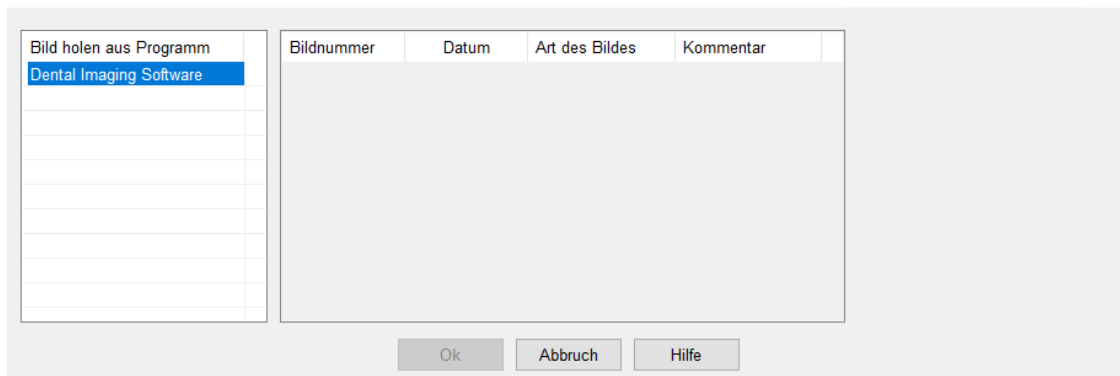 Bild holen aus Programm
Dental Imaging Software
Bildnummer Datum Art des Bildes Kommentar
Ok Abbruch Hilfe